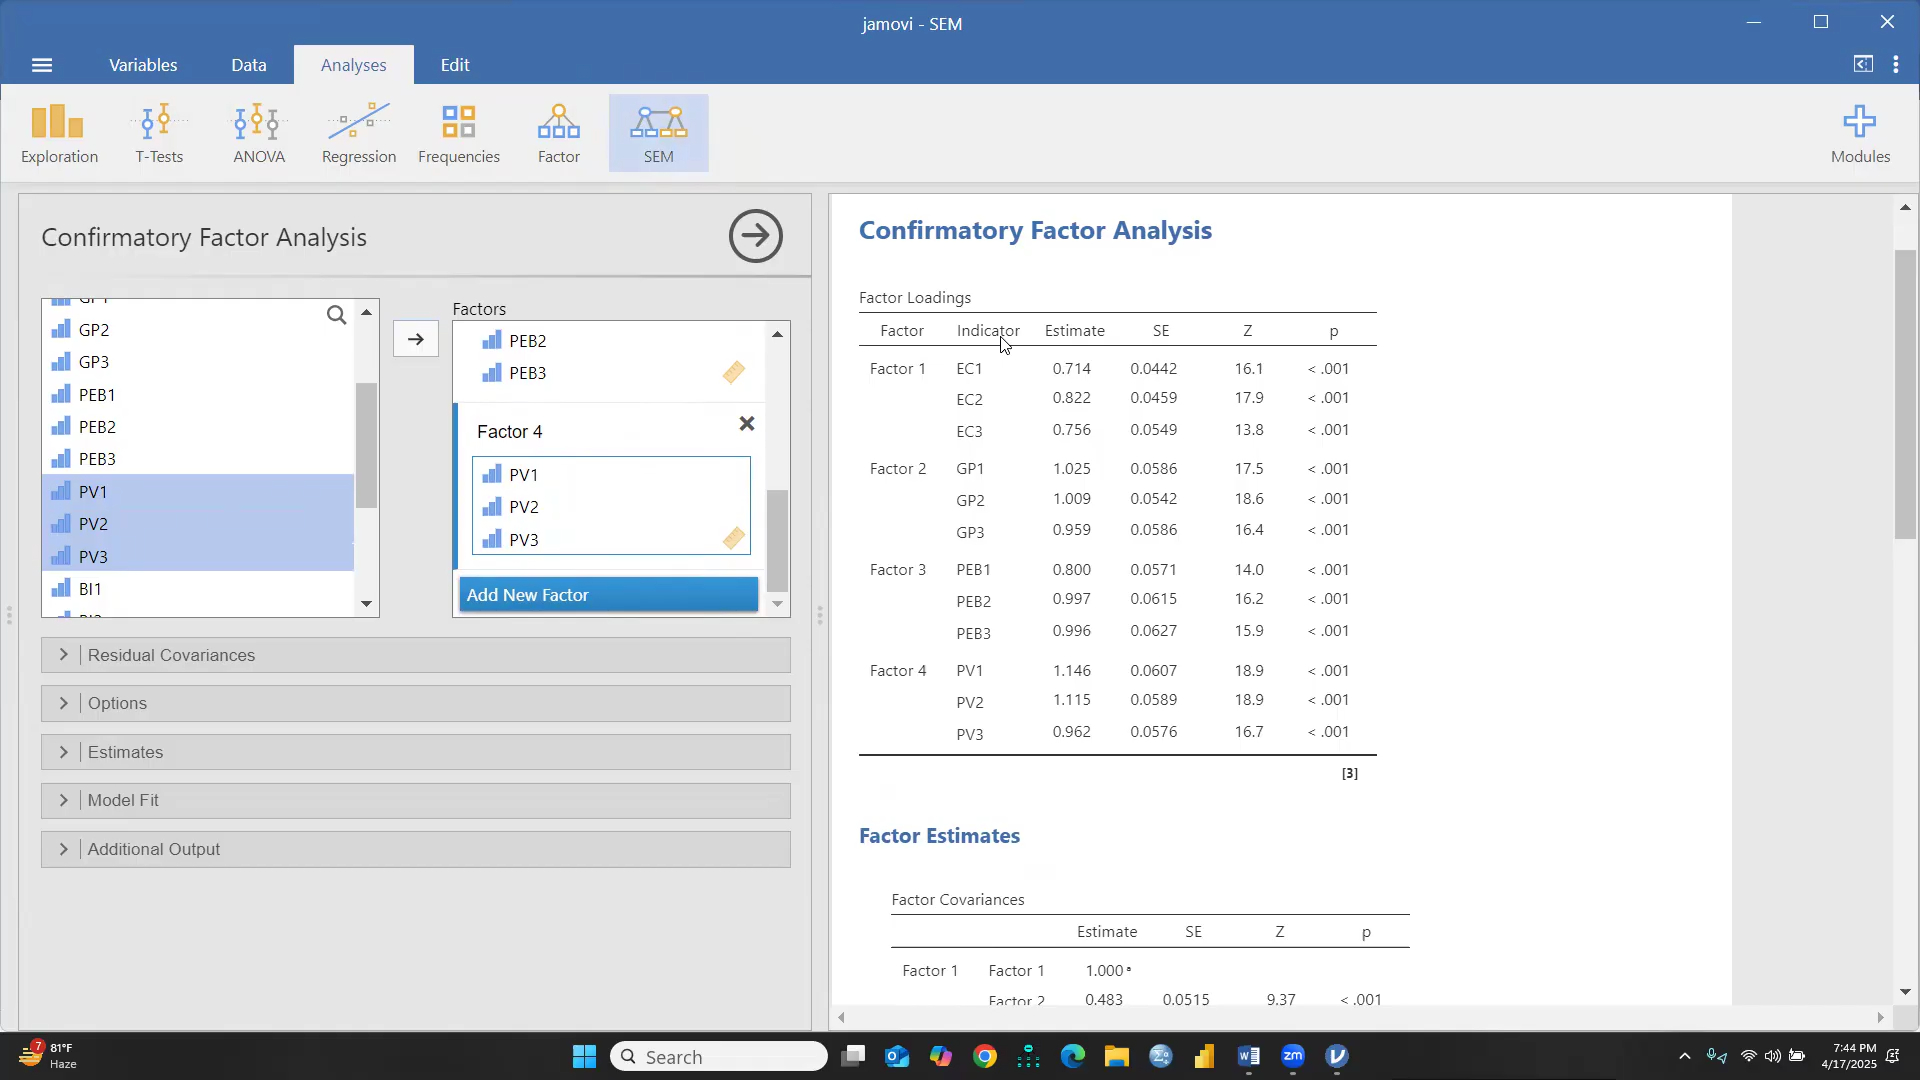 jamovi - SEM
Variables Data Analyses Edit
Exploration T-Tests ANOVA Regression Frequencies Factor SEM Modules
Confirmatory Factor Analysis
GP1
GP2
GP3
PEB1
PEB2
PEB3
PV1
PV2
PV3
BI1
Factors
PEB2
PEB3
Factor 4
PV1
PV2
PV3
Add New Factor
Residual Covariances
Options
Estimates
Model Fit
Additional Output
Confirmatory Factor Analysis
Factor Loadings
Factor Indicator Estimate SE Z p
Factor 1 EC1 0.714 0.0442 16.1 < .001
EC2 0.822 0.0459 17.9 < .001
EC3 0.756 0.0549 13.8 < .001
Factor 2 GP1 1.025 0.0586 17.5 < .001
GP2 1.009 0.0542 18.6 < .001
GP3 0.959 0.0586 16.4 < .001
Factor 3 PEB1 0.800 0.0571 14.0 < .001
PEB2 0.997 0.0615 16.2 < .001
PEB3 0.996 0.0627 15.9 < .001
Factor 4 PV1 1.146 0.0607 18.9 < .001
PV2 1.115 0.0589 18.9 < .001
PV3 0.962 0.0576 16.7 < .001
[3]
Factor Estimates
Factor Covariances
Estimate SE Z p
Factor 1 Factor 1 1.000 ᵃ
Factor 2 0.483 0.0515 9.37 < .001
7
81°F
Haze
Search
zm
7:44 PM
4/17/2025